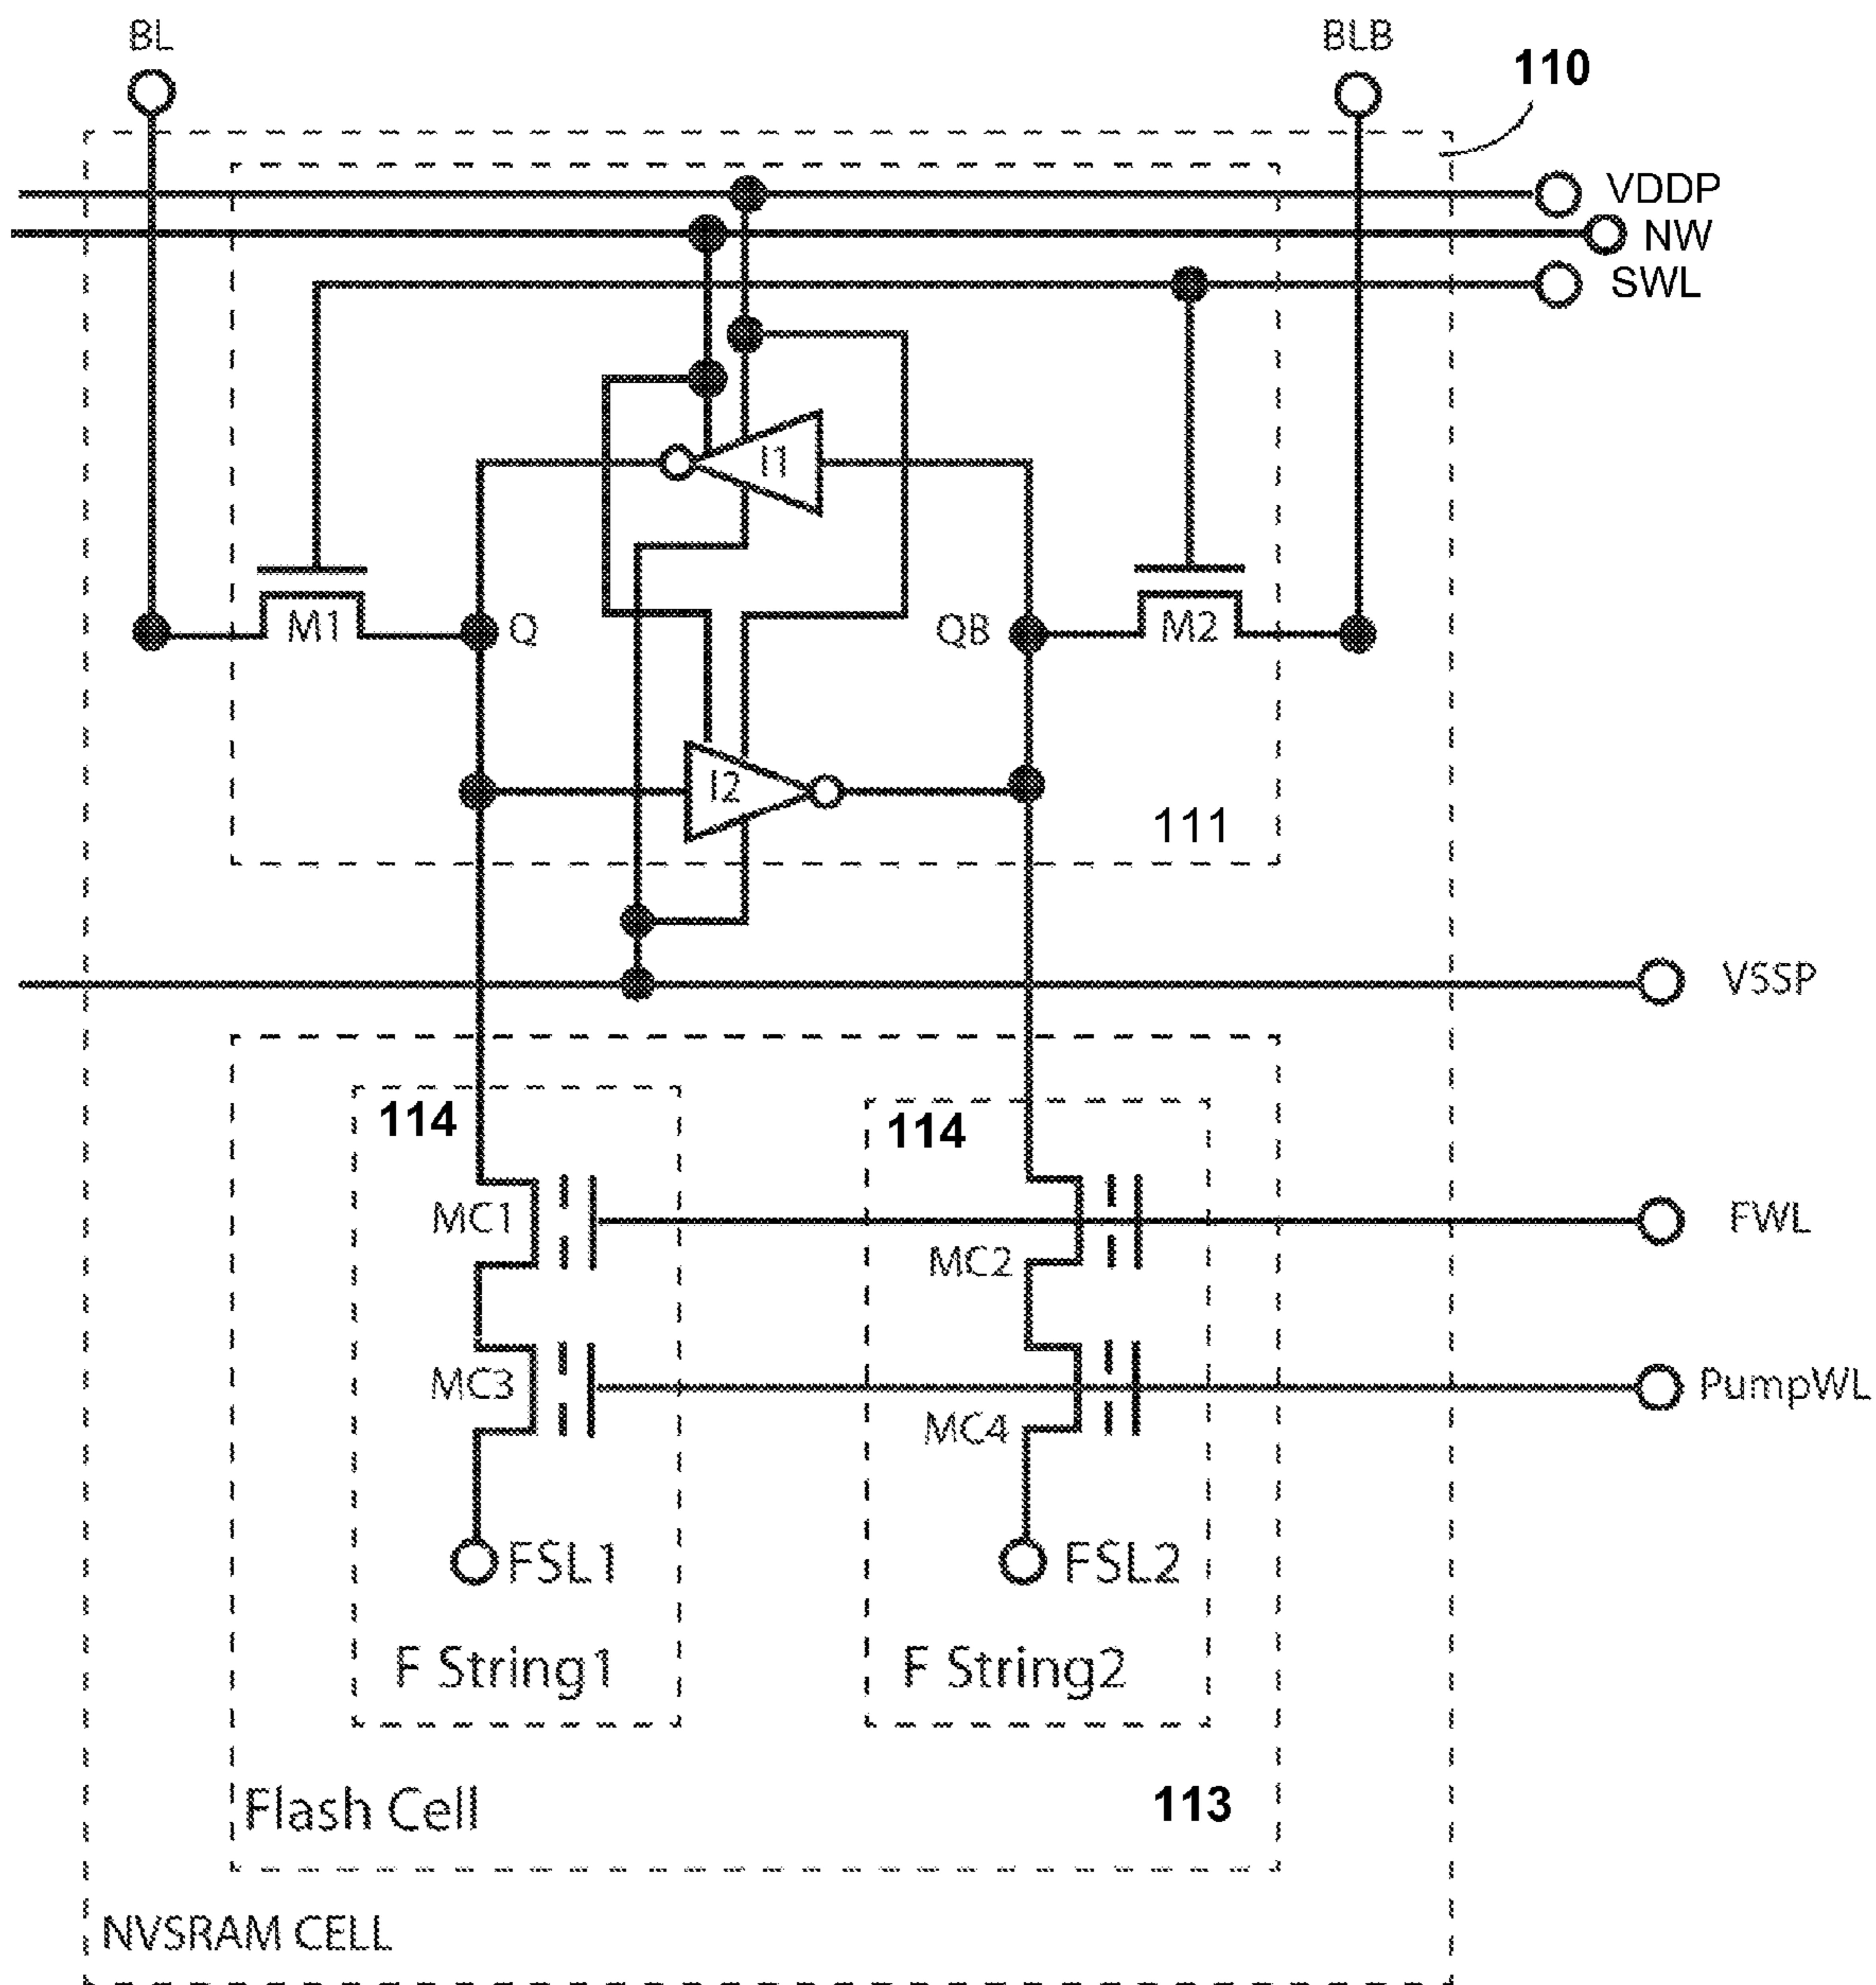 BL
BLB
110
VDDP
NW
SWL
I1
M1
Q
QB
M2
I2
111
VSSP
114
114
MC1
FWL
MC2
MC3
PumpWL
MC4
FSL1
FSL2
F String1
F String2
Flash Cell
113
NVSRAM CELL